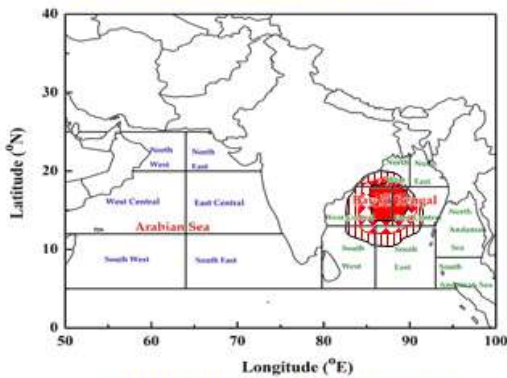 40
30
20
10
0
Latitude (°N)
North
West
North
East
West Central
East Central
Arabian Sea
South West
South East
North
North
East
Bay of Bengal
South
West
South
East
North
Andaman
Sea
South
Andaman Sea
50 60 70 80 90 100
Longitude (°E)